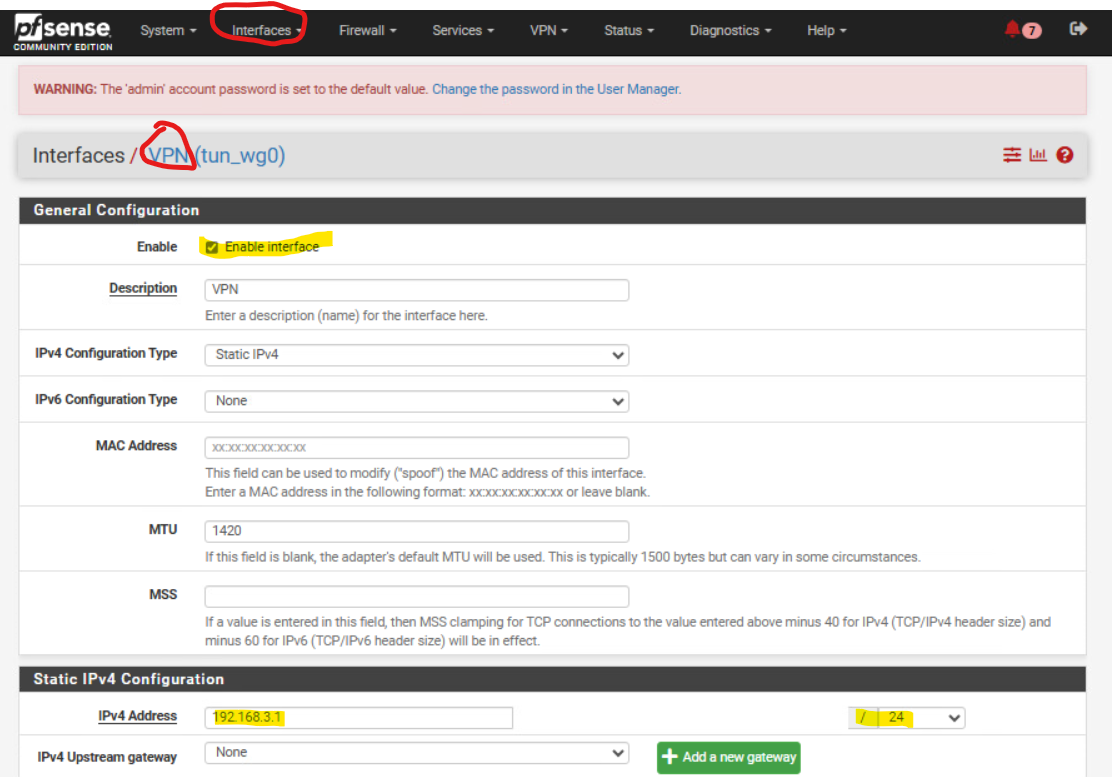 pfsense
COMMUNITY EDITION
System Interfaces Firewall Services VPN Status Diagnostics Help 7
WARNING: The 'admin' account password is set to the default value. Change the password in the User Manager.
Interfaces / VPN (tun_wg0)
General Configuration
Enable Enable interface
Description VPN
Enter a description (name) for the interface here.
IPv4 Configuration Type Static IPv4
IPv6 Configuration Type None
MAC Address xx:xx:xx:xx:xx:xx
This field can be used to modify ("spoof") the MAC address of this interface.
Enter a MAC address in the following format: xx:xx:xx:xx:xx:xx or leave blank.
MTU 1420
If this field is blank, the adapter's default MTU will be used. This is typically 1500 bytes but can vary in some circumstances.
MSS
If a value is entered in this field, then MSS clamping for TCP connections to the value entered above minus 40 for IPv4 (TCP/IPv4 header size) and
minus 60 for IPv6 (TCP/IPv6 header size) will be in effect.
Static IPv4 Configuration
IPv4 Address 192.168.3.1 / 24
IPv4 Upstream gateway None Add a new gateway